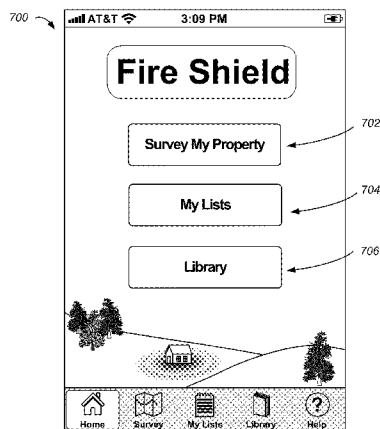 700
AT&T 3:09 PM
Fire Shield
702
Survey My Property
704
My Lists
706
Library
Home Survey My Lists Library Help